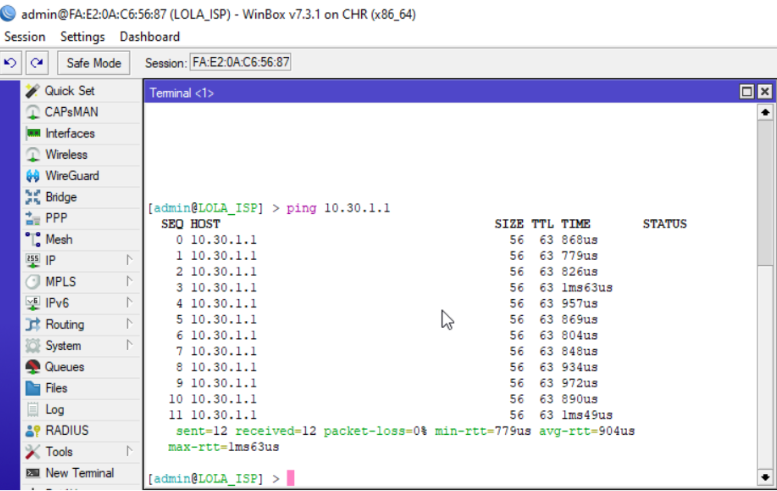 admin@FA:E2:0A:C6:56:87 (LOLA_ISP) - WinBox v7.3.1 on CHR (x86_64)
Session Settings Dashboard
Safe Mode Session: FA:E2:0A:C6:56:87
Quick Set
CAPsMAN
Interfaces
Wireless
WireGuard
Bridge
PPP
Mesh
IP
MPLS
IPv6
Routing
System
Queues
Files
Log
RADIUS
Tools
New Terminal
Terminal <1>
[admin@LOLA_ISP] > ping 10.30.1.1
SEQ HOST SIZE TTL TIME STATUS
0 10.30.1.1 56 63 868us
1 10.30.1.1 56 63 779us
2 10.30.1.1 56 63 826us
3 10.30.1.1 56 63 1ms63us
4 10.30.1.1 56 63 957us
5 10.30.1.1 56 63 869us
6 10.30.1.1 56 63 804us
7 10.30.1.1 56 63 848us
8 10.30.1.1 56 63 934us
9 10.30.1.1 56 63 972us
10 10.30.1.1 56 63 890us
11 10.30.1.1 56 63 1ms49us
sent=12 received=12 packet-loss=0% min-rtt=779us avg-rtt=904us
max-rtt=1ms63us
[admin@LOLA_ISP] >